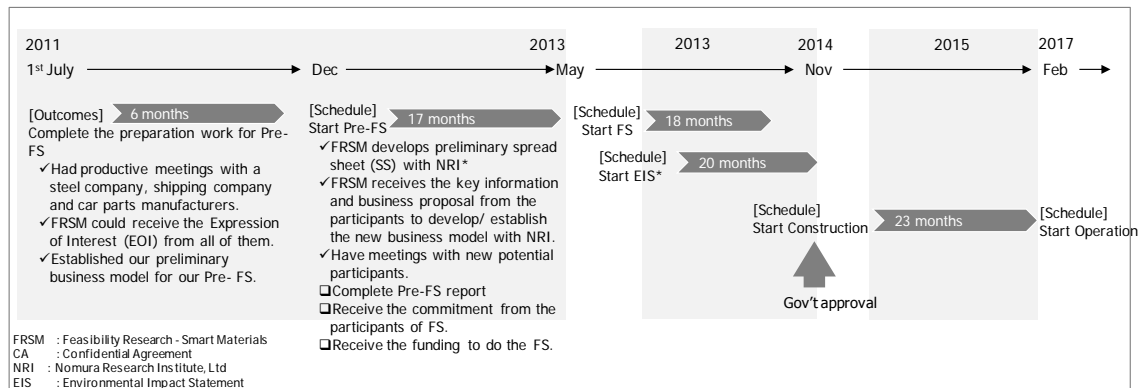 2011 2013 2013 2014 2015 2017
1st July Dec May Nov Feb
[Outcomes] 6 months
Complete the preparation work for Pre-
FS
✓Had productive meetings with a
steel company, shipping company
and car parts manufacturers.
✓FRSM could receive the Expression
of Interest (EOI) from all of them.
✓Established our preliminary
business model for our Pre- FS.
[Schedule] 17 months
Start Pre-FS
✓FRSM develops preliminary spread
sheet (SS) with NRI*
✓FRSM receives the key information
and business proposal from the
participants to develop/ establish
the new business model with NRI.
✓Have meetings with new potential
participants.
❑Complete Pre-FS report
❑Receive the commitment from the
participants of FS.
❑Receive the funding to do the FS.
[Schedule] 18 months
Start FS
[Schedule] 20 months
Start EIS*
[Schedule] 23 months
Start Construction
Gov't approval
[Schedule]
Start Operation
FRSM : Feasibility Research - Smart Materials
CA : Confidential Agreement
NRI : Nomura Research Institute, Ltd
EIS : Environmental Impact Statement